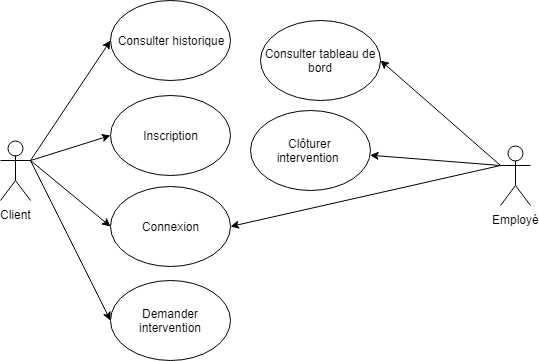 Consulter historique
Consulter tableau de
bord
Inscription
Clôturer
intervention
Client
Employé
Connexion
Demander
intervention